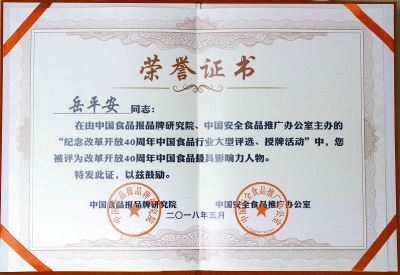 荣誉证书
岳平安 同志：
在由中国食品报品牌研究院、中国安全食品推广办公室主办的
“纪念改革开放40周年中国食品行业大型评选、授牌活动”中，您
被评为改革开放40周年中国食品最具影响力人物。
特发此证，以兹鼓励。
中国食品报品牌研究院 中国安全食品推广办公室
二〇一八年五月